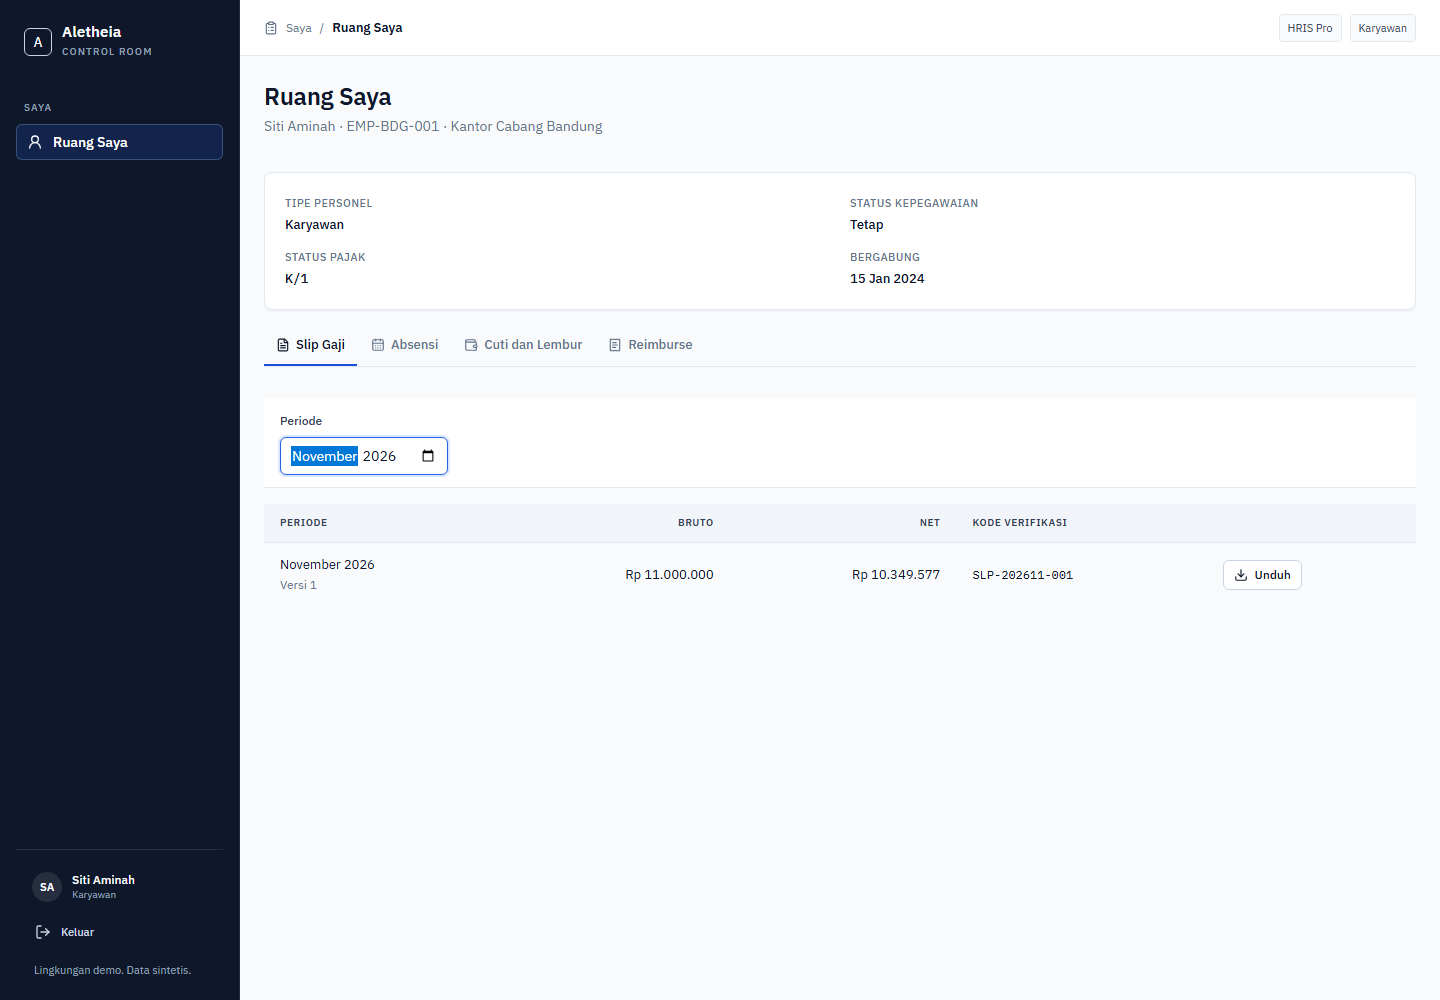 A
Aletheia
CONTROL ROOM
SAYA
Ruang Saya
Siti Aminah
SA
Karyawan
Keluar
Lingkungan demo. Data sintetis.
Saya / Ruang Saya
HRIS Pro
Karyawan
Ruang Saya
Siti Aminah · EMP-BDG-001 · Kantor Cabang Bandung
TIPE PERSONEL
Karyawan
STATUS KEPEGAWAIAN
Tetap
STATUS PAJAK
K/1
BERGABUNG
15 Jan 2024
Slip Gaji
Absensi
Cuti dan Lembur
Reimburse
Periode
November 2026
PERIODE BRUTO NET KODE VERIFIKASI
November 2026
Versi 1
Rp 11.000.000
Rp 10.349.577
SLP-202611-001
Unduh